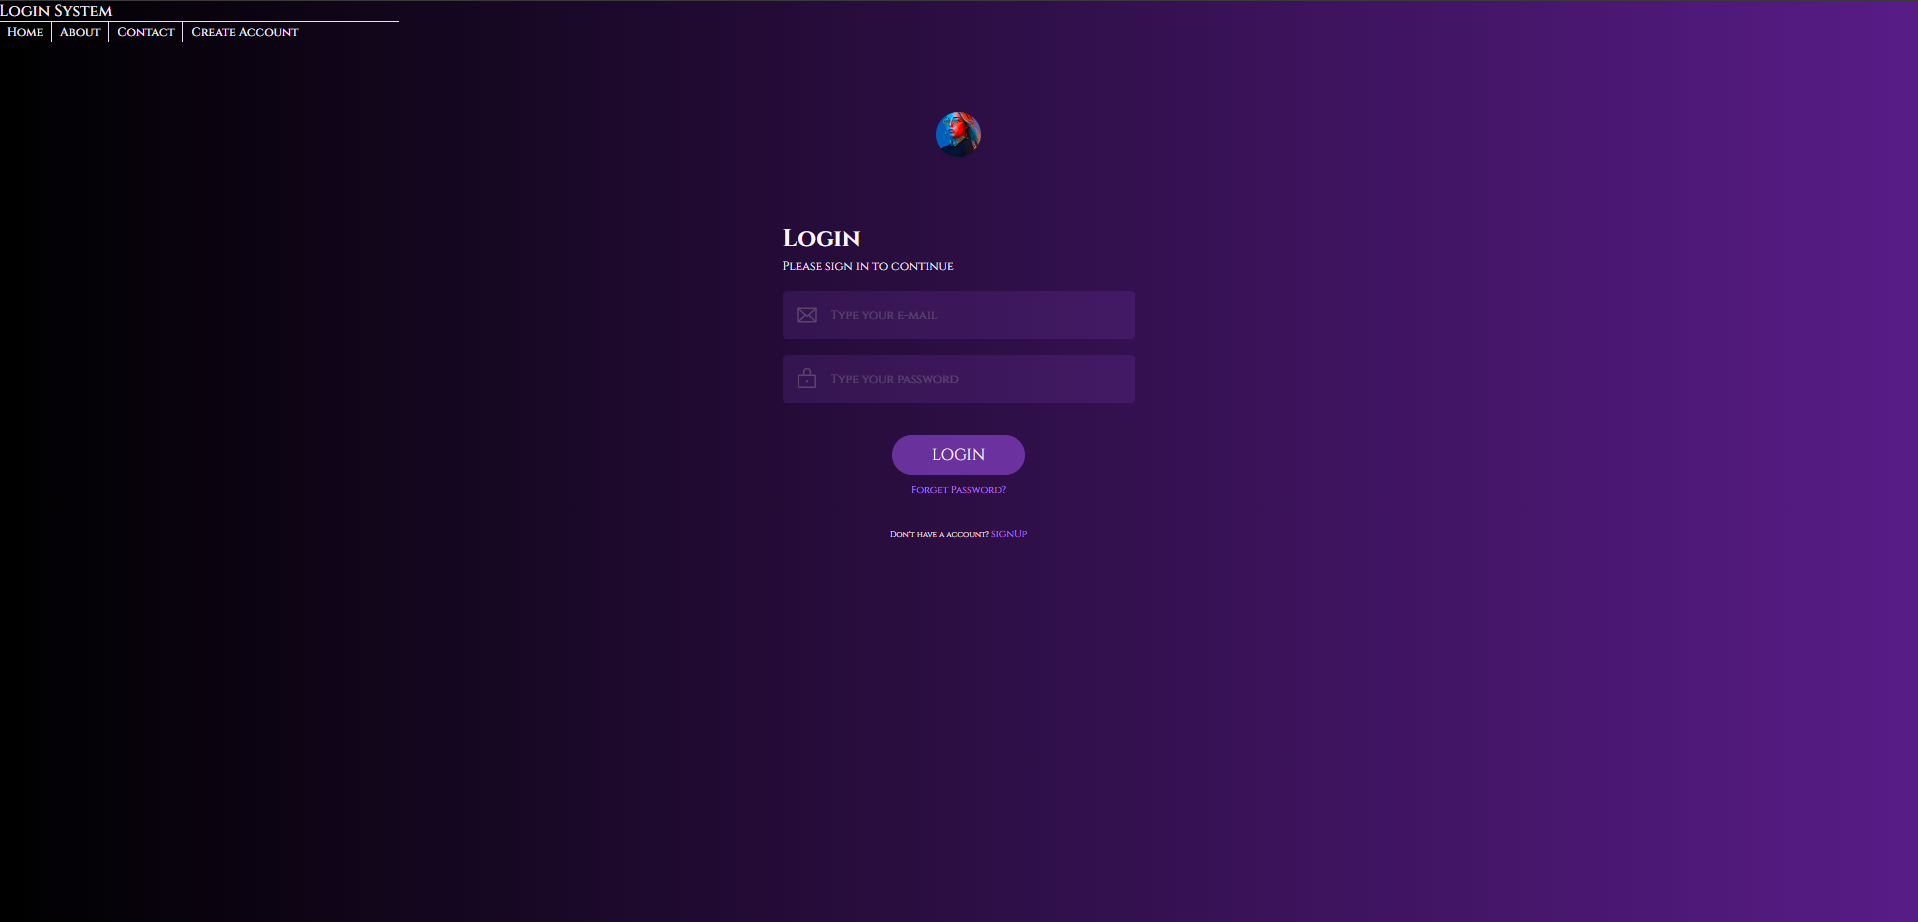 Login System
Home About Contact Create Account
Login
Please sign in to continue
Type your e-mail
Type your password
LOGIN
Forget Password?
Don't have a account? signUp